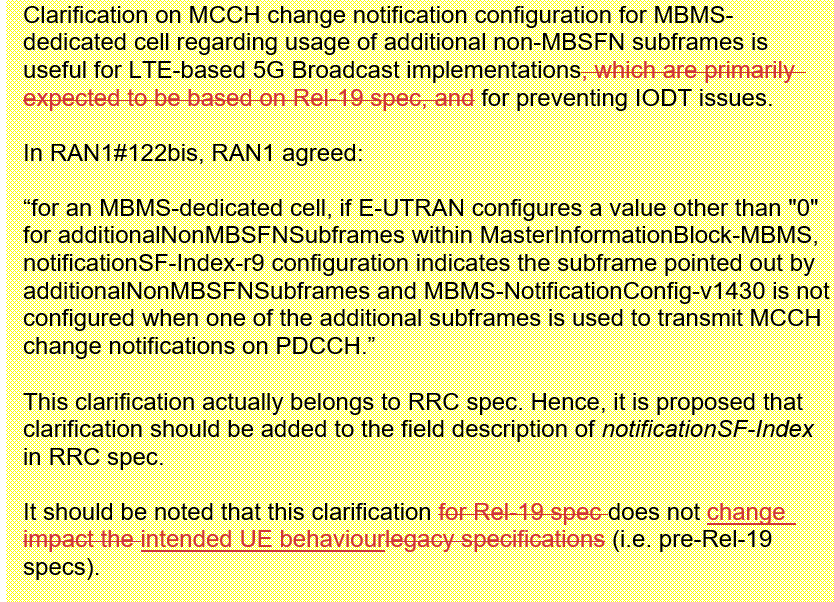 Clarification on MCCH change notification configuration for MBMS-
dedicated cell regarding usage of additional non-MBSFN subframes is
useful for LTE-based 5G Broadcast implementations, which are primarily
expected to be based on Rel-19 spec, and for preventing IODT issues.
In RAN1#122bis, RAN1 agreed:
“for an MBMS-dedicated cell, if E-UTRAN configures a value other than "0"
for additionalNonMBSFNSubframes within MasterInformationBlock-MBMS,
notificationSF-Index-r9 configuration indicates the subframe pointed out by
additionalNonMBSFNSubframes and MBMS-NotificationConfig-v1430 is not
configured when one of the additional subframes is used to transmit MCCH
change notifications on PDCCH.”
This clarification actually belongs to RRC spec. Hence, it is proposed that
clarification should be added to the field description of notificationSF-Index
in RRC spec.
It should be noted that this clarification for Rel-19 spec does not change
impact the intended UE behaviourlegacy specifications (i.e. pre-Rel-19
specs).